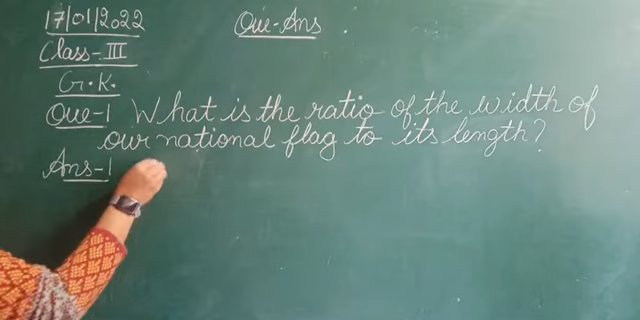 17/01/2022
Que-Ans
Class-III
G.K.
Que-1 What is the ratio of the width of
our national flag to its length?
Ans-1